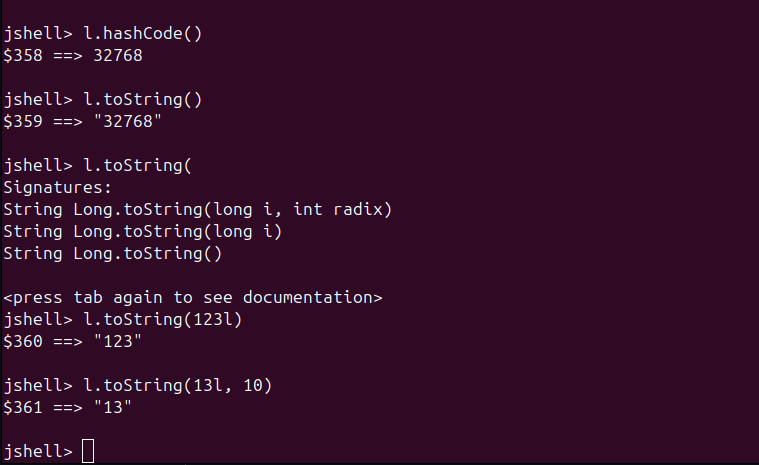 jshell> l.hashCode()
$358 ==> 32768
jshell> l.toString()
$359 ==> "32768"
jshell> l.toString(
Signatures:
String Long.toString(long i, int radix)
String Long.toString(long i)
String Long.toString()
<press tab again to see documentation>
jshell> l.toString(123l)
$360 ==> "123"
jshell> l.toString(13l, 10)
$361 ==> "13"
jshell>